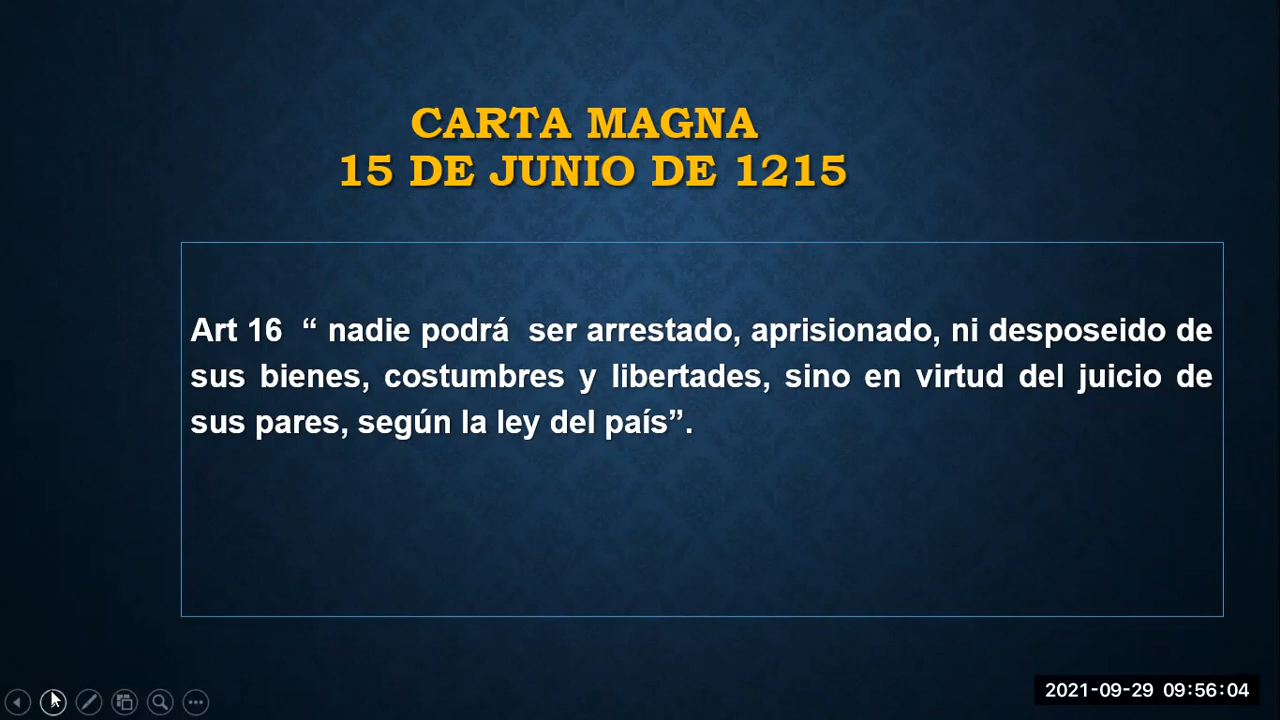 CARTA MAGNA
15 DE JUNIO DE 1215
Art 16 “ nadie podrá ser arrestado, aprisionado, ni desposeido de
sus bienes, costumbres y libertades, sino en virtud del juicio de
sus pares, según la ley del país”.
2021-09-29 09:56:04